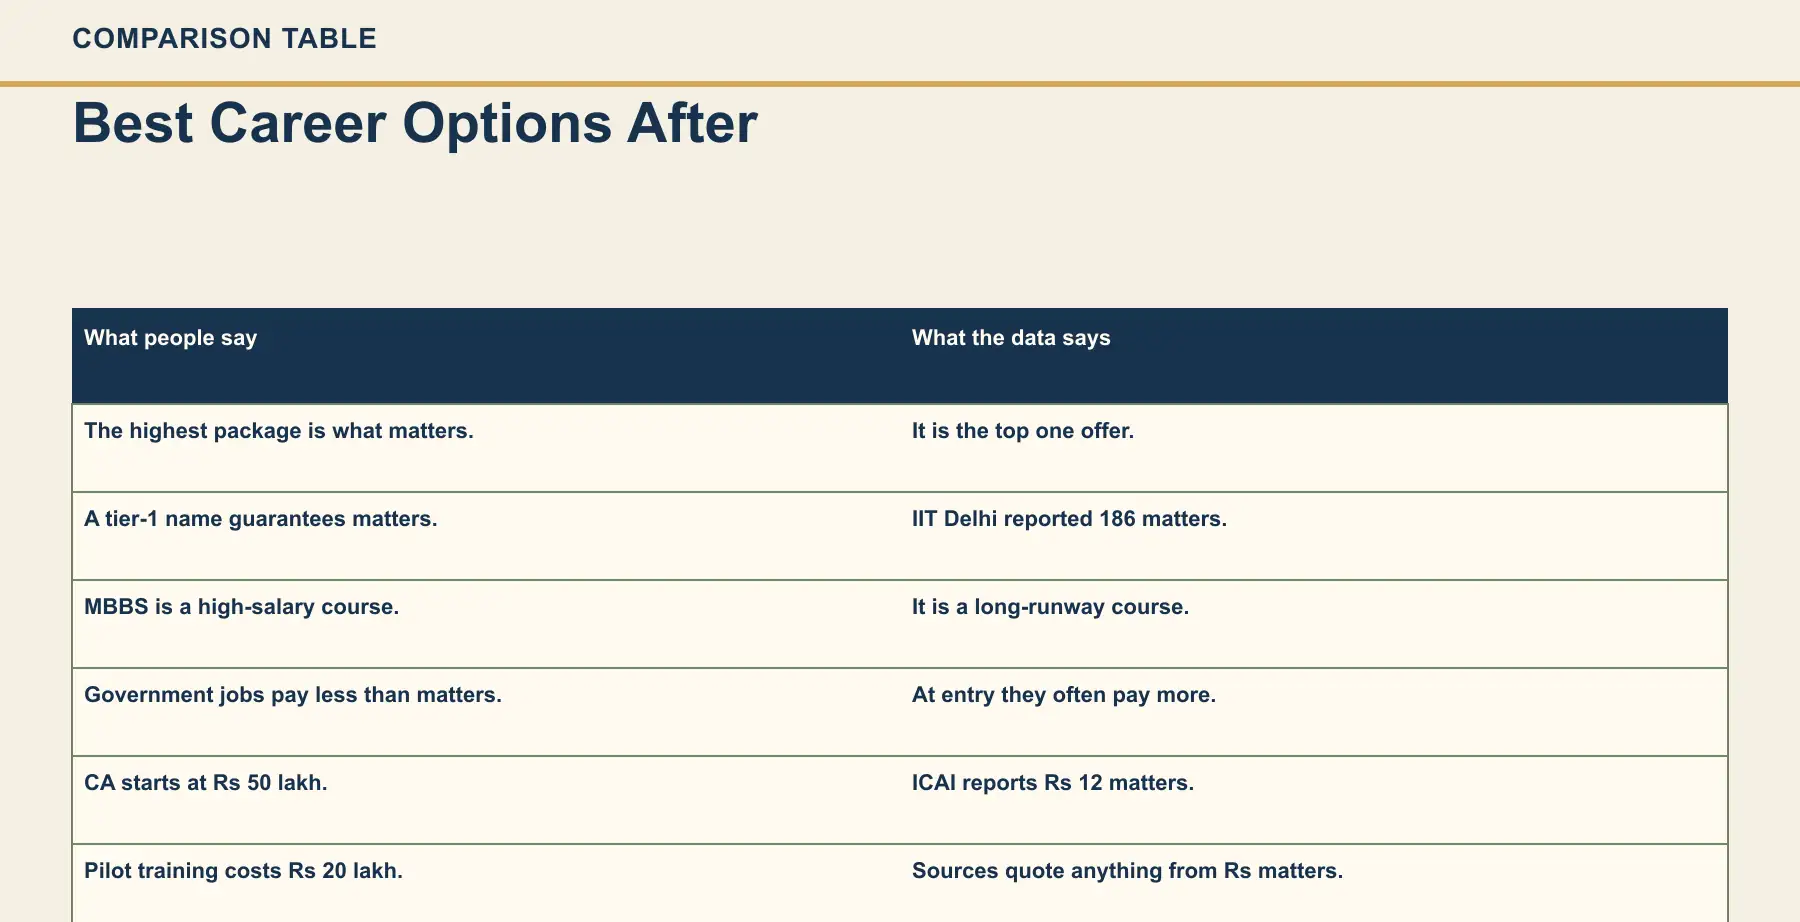 COMPARISON TABLE
Best Career Options After
What people say What the data says
The highest package is what matters. It is the top one offer.
A tier-1 name guarantees matters. IIT Delhi reported 186 matters.
MBBS is a high-salary course. It is a long-runway course.
Government jobs pay less than matters. At entry they often pay more.
CA starts at Rs 50 lakh. ICAI reports Rs 12 matters.
Pilot training costs Rs 20 lakh. Sources quote anything from Rs matters.